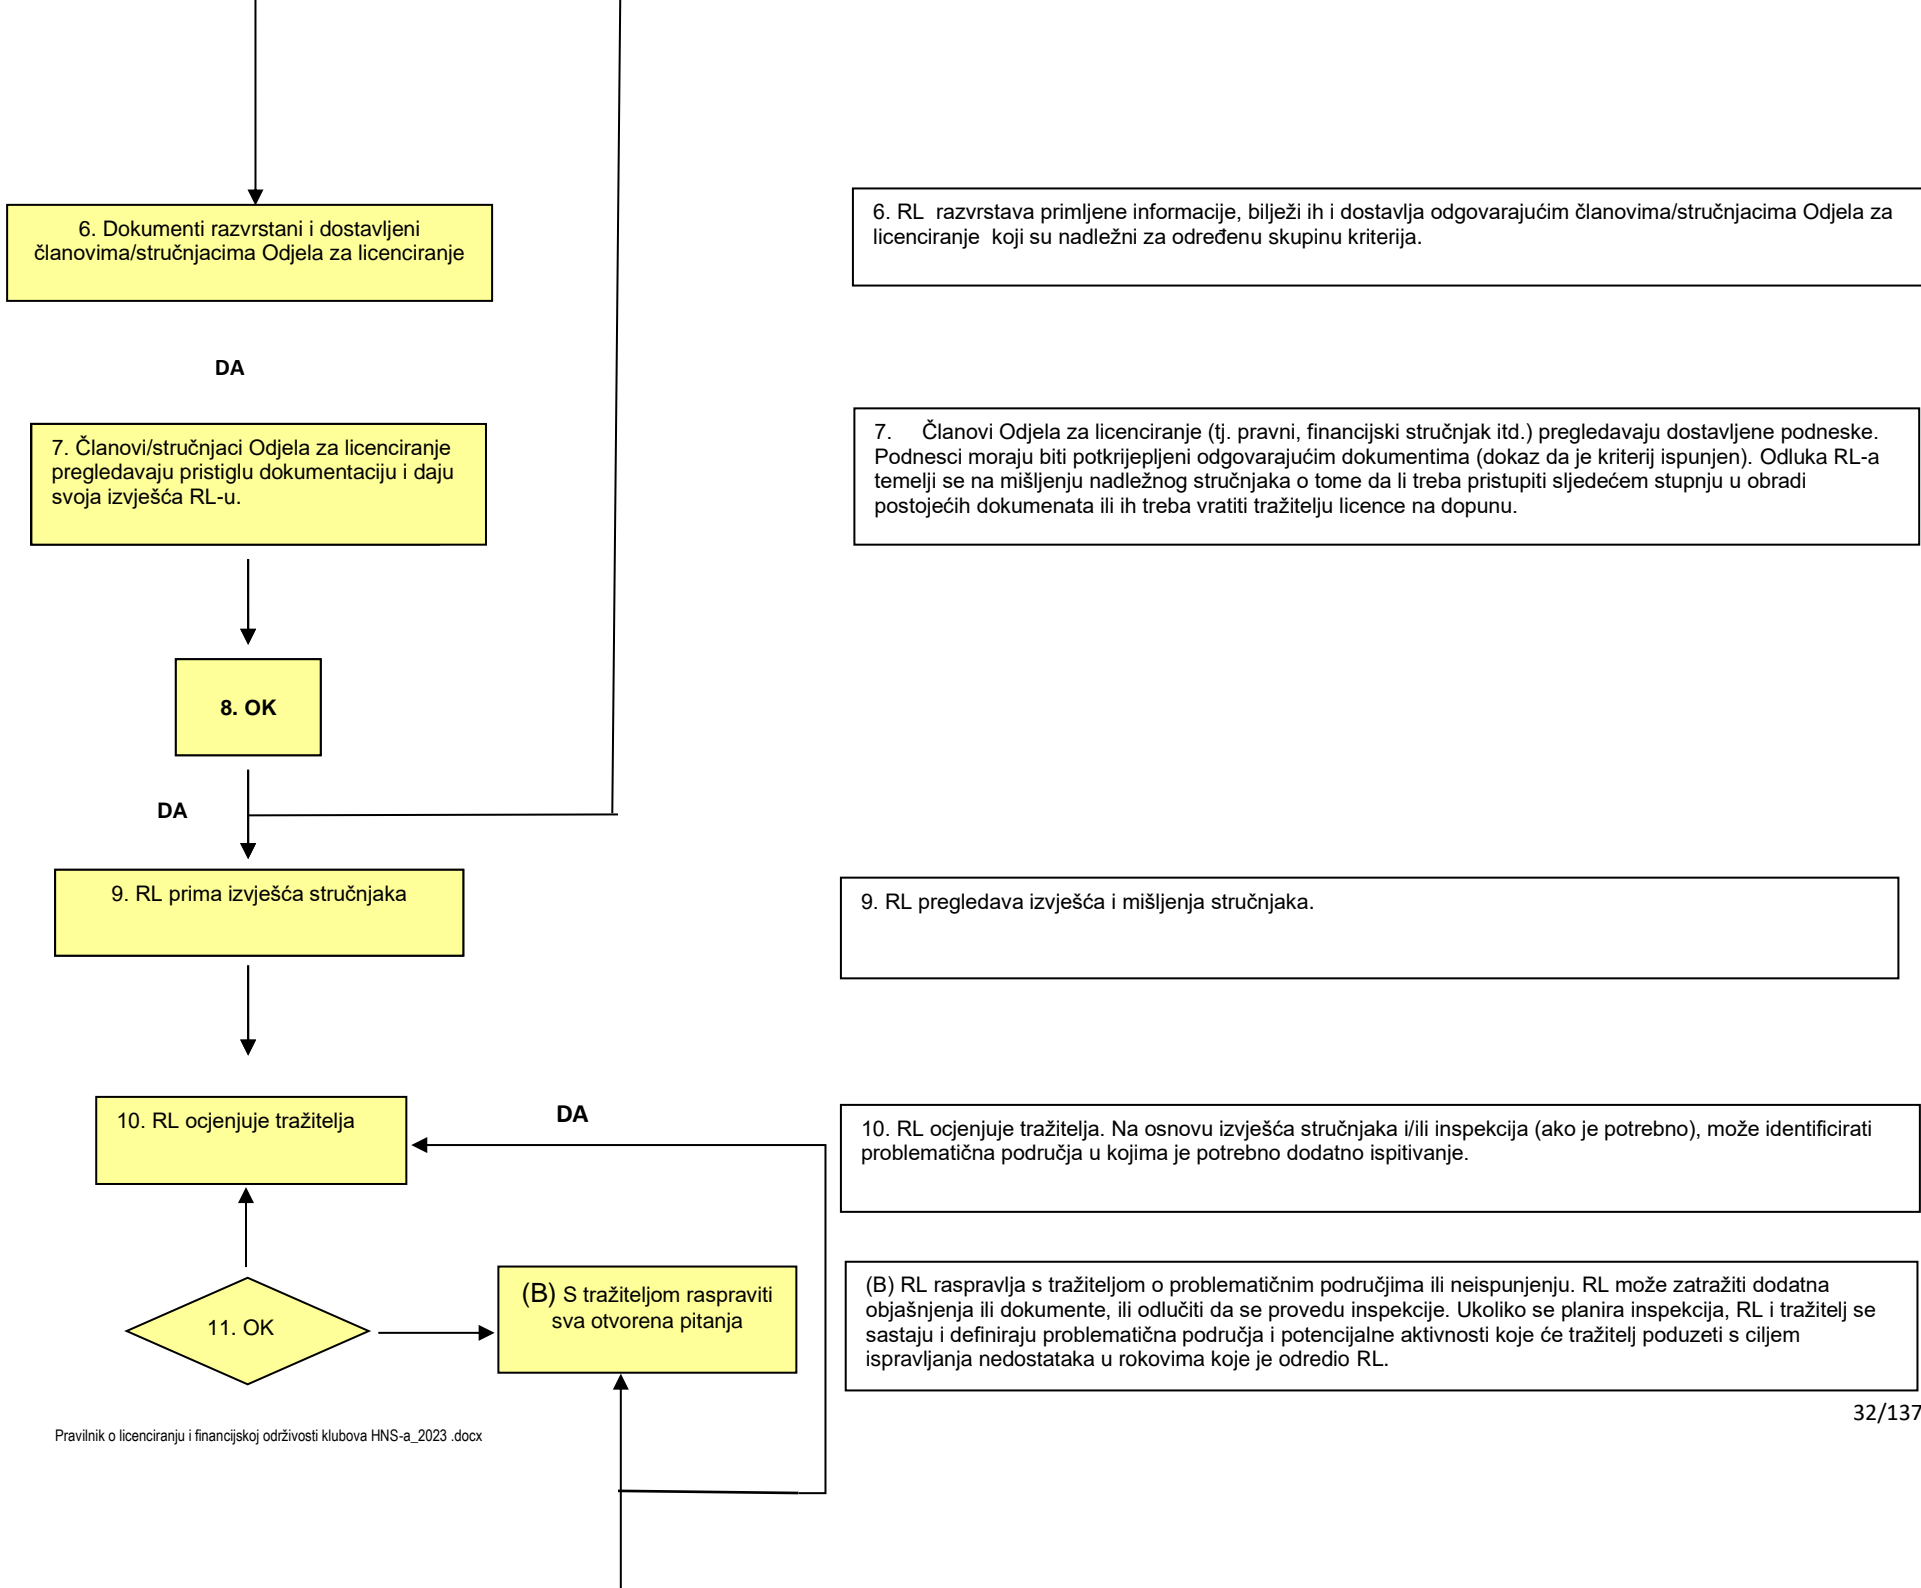 6. Dokumenti razvrstani i dostavljeni
članovima/stručnjacima Odjela za licenciranje
6. RL  razvrstava primljene informacije, bilježi ih i dostavlja odgovarajućim članovima/stručnjacima Odjela za
licenciranje  koji su nadležni za određenu skupinu kriterija.
DA
7. Članovi/stručnjaci Odjela za licenciranje
pregledavaju pristiglu dokumentaciju i daju
svoja izvješća RL-u.
7.     Članovi Odjela za licenciranje (tj. pravni, financijski stručnjak itd.) pregledavaju dostavljene podneske.
Podnesci moraju biti potkrijepljeni odgovarajućim dokumentima (dokaz da je kriterij ispunjen). Odluka RL-a
temelji se na mišljenju nadležnog stručnjaka o tome da li treba pristupiti sljedećem stupnju u obradi
postojećih dokumenata ili ih treba vratiti tražitelju licence na dopunu.
8. OK
DA
9. RL prima izvješća stručnjaka
9. RL pregledava izvješća i mišljenja stručnjaka.
10. RL ocjenjuje tražitelja
DA
10. RL ocjenjuje tražitelja. Na osnovu izvješća stručnjaka i/ili inspekcija (ako je potrebno), može identificirati
problematična područja u kojima je potrebno dodatno ispitivanje.
11. OK
(B) S tražiteljom raspraviti
sva otvorena pitanja
(B) RL raspravlja s tražiteljom o problematičnim područjima ili neispunjenju. RL može zatražiti dodatna
objašnjenja ili dokumente, ili odlučiti da se provedu inspekcije. Ukoliko se planira inspekcija, RL i tražitelj se
sastaju i definiraju problematična područja i potencijalne aktivnosti koje će tražitelj poduzeti s ciljem
ispravljanja nedostataka u rokovima koje je odredio RL.
32/137
Pravilnik o licenciranju i financijskoj održivosti klubova HNS-a_2023 .docx